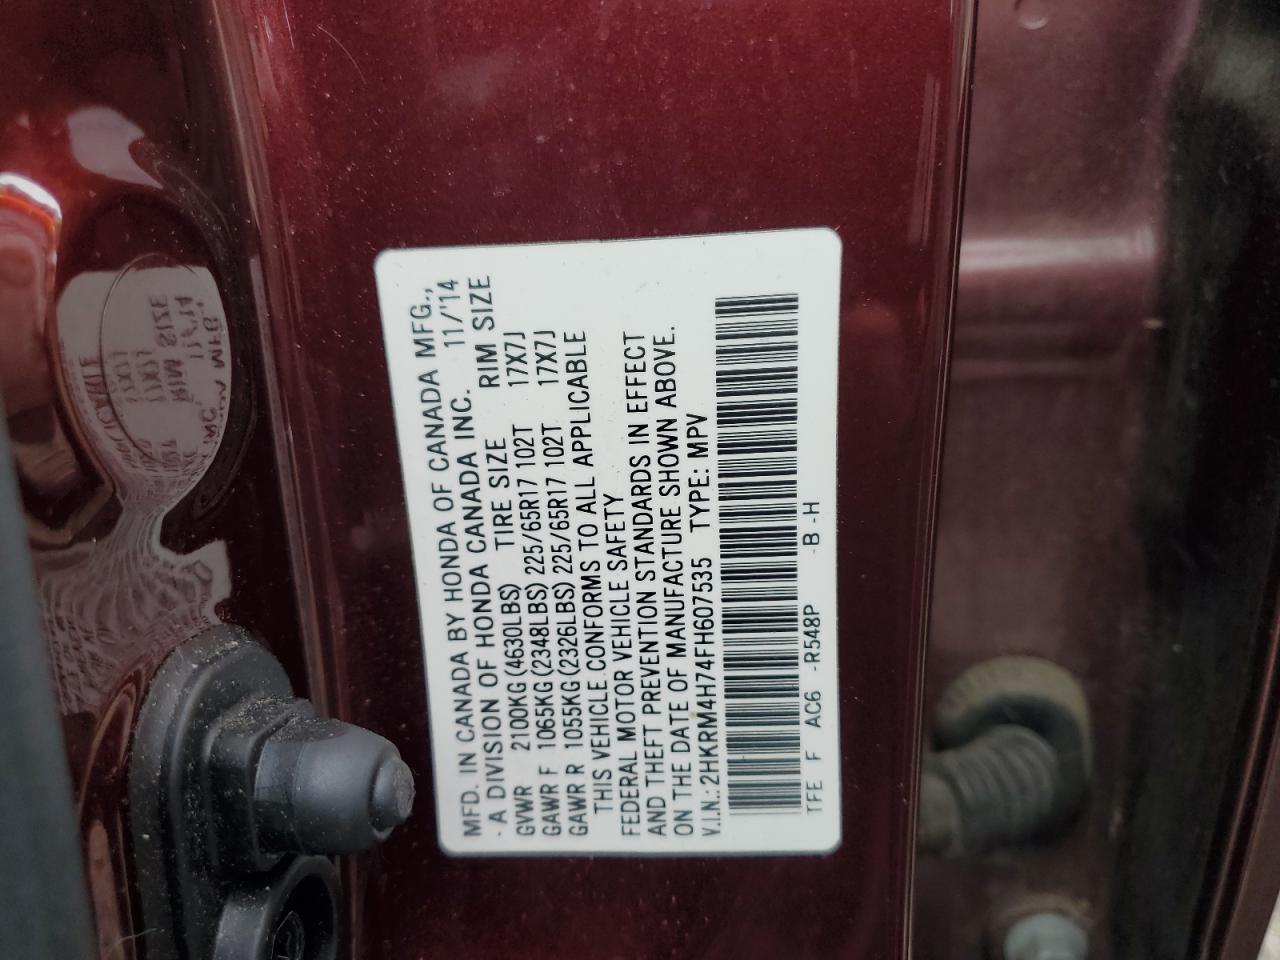 MFD. IN CANADA BY HONDA OF CANADA MFG.,
- A DIVISION OF HONDA CANADA INC. 11/'14
GVWR 2100KG (4630LBS) TIRE SIZE RIM SIZE
GAWR F 1065KG (2348LBS) 225/65R17 102T 17X7J
GAWR R 1055KG (2326LBS) 225/65R17 102T 17X7J
THIS VEHICLE CONFORMS TO ALL APPLICABLE
FEDERAL MOTOR VEHICLE SAFETY
AND THEFT PREVENTION STANDARDS IN EFFECT
ON THE DATE OF MANUFACTURE SHOWN ABOVE.
V.I.N.: 2HKRM4H74FH607535 TYPE: MPV
TFE F AC6 -R548P -B -H